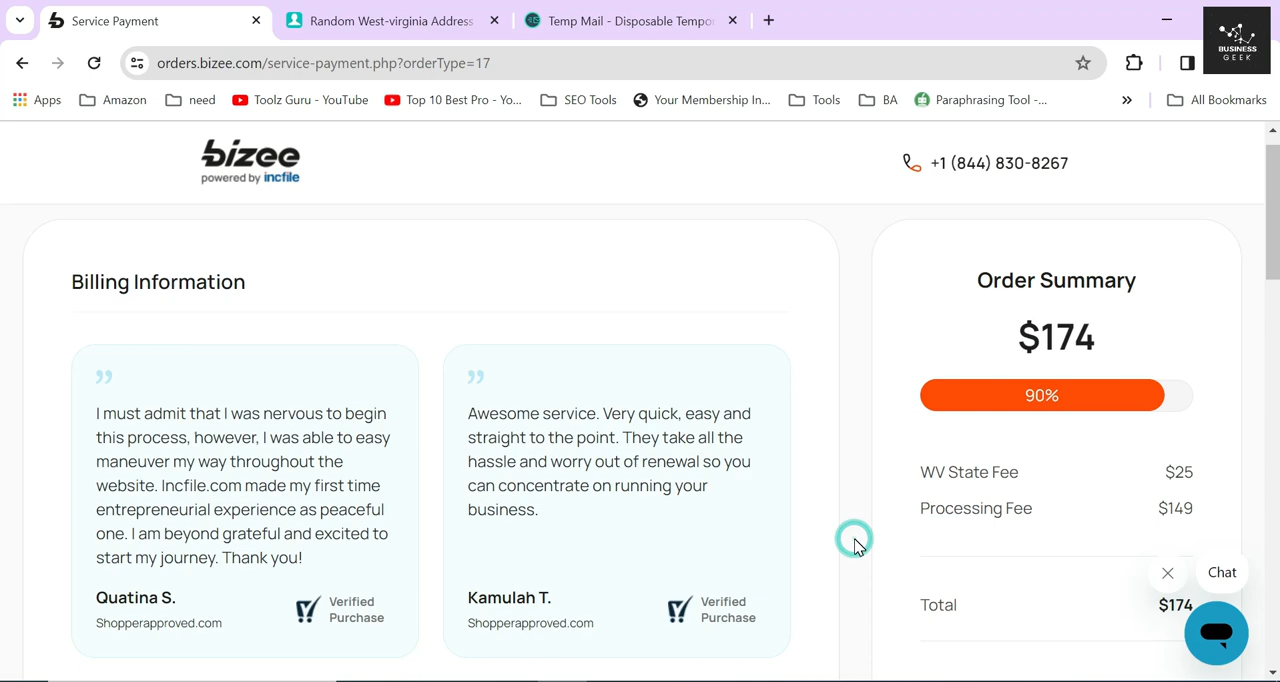 Service Payment
Random West-virginia Address
Temp Mail - Disposable Tempo
BUSINESS
GEEK
orders.bizee.com/service-payment.php?orderType=17
Apps
Amazon
need
Toolz Guru - YouTube
Top 10 Best Pro - Yo...
SEO Tools
Your Membership In...
Tools
BA
Paraphrasing Tool -...
All Bookmarks
bizee
powered by incfile
+1 (844) 830-8267
Billing Information
I must admit that I was nervous to begin
this process, however, I was able to easy
maneuver my way throughout the
website. Incfile.com made my first time
entrepreneurial experience as peaceful
one. I am beyond grateful and excited to
start my journey. Thank you!
Quatina S.
Shopperapproved.com
Verified
Purchase
Awesome service. Very quick, easy and
straight to the point. They take all the
hassle and worry out of renewal so you
can concentrate on running your
business.
Kamulah T.
Shopperapproved.com
Verified
Purchase
Order Summary
$174
90%
WV State Fee $25
Processing Fee $149
Total $174
Chat